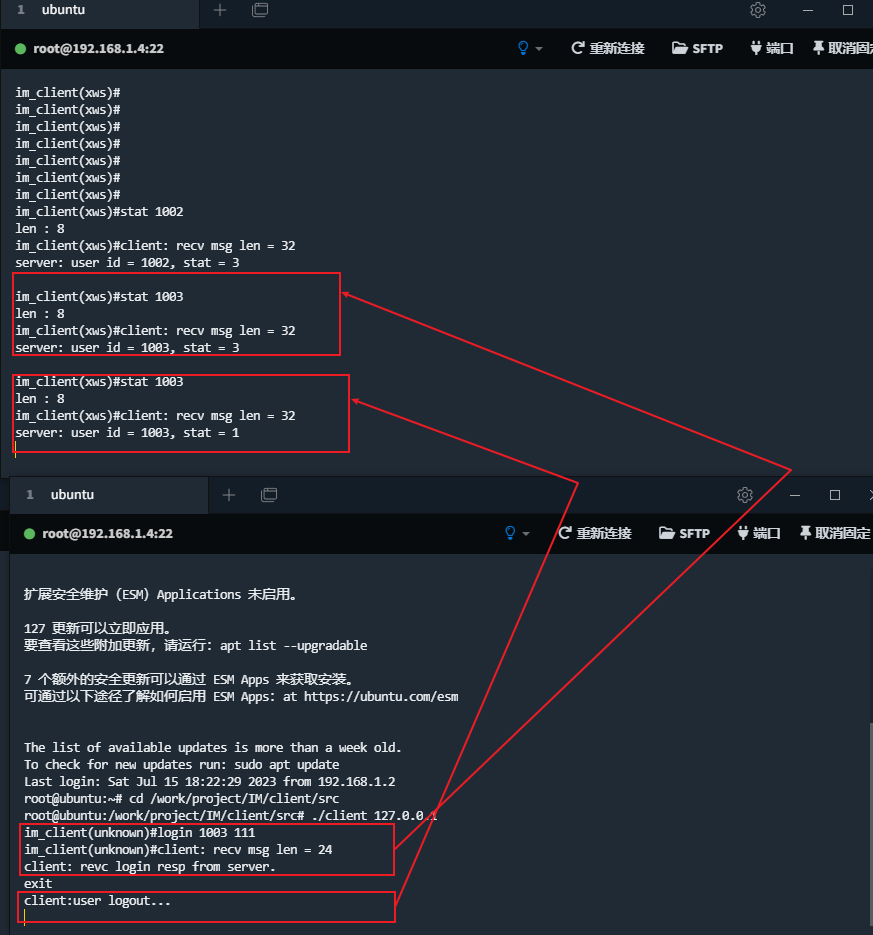 1 ubuntu
root@192.168.1.4:22 重新连接 SFTP 端口 取消固定
im_client(xws)#
im_client(xws)#
im_client(xws)#
im_client(xws)#
im_client(xws)#
im_client(xws)#
im_client(xws)#
im_client(xws)#stat 1002
len : 8
im_client(xws)#client: recv msg len = 32
server: user id = 1002, stat = 3
im_client(xws)#stat 1003
len : 8
im_client(xws)#client: recv msg len = 32
server: user id = 1003, stat = 3
im_client(xws)#stat 1003
len : 8
im_client(xws)#client: recv msg len = 32
server: user id = 1003, stat = 1
1 ubuntu
root@192.168.1.4:22 重新连接 SFTP 端口 取消固定
扩展安全维护（ESM）Applications 未启用。
127 更新可以立即应用。
要查看这些附加更新，请运行：apt list --upgradable
7 个额外的安全更新可以通过 ESM Apps 来获取安装。
可通过以下途径了解如何启用 ESM Apps：at https://ubuntu.com/esm
The list of available updates is more than a week old.
To check for new updates run: sudo apt update
Last login: Sat Jul 15 18:22:29 2023 from 192.168.1.2
root@ubuntu:~# cd /work/project/IM/client/src
root@ubuntu:/work/project/IM/client/src# ./client 127.0.0.1
im_client(unknown)#login 1003 111
im_client(unknown)#client: recv msg len = 24
client: revc login resp from server.
exit
client:user logout...